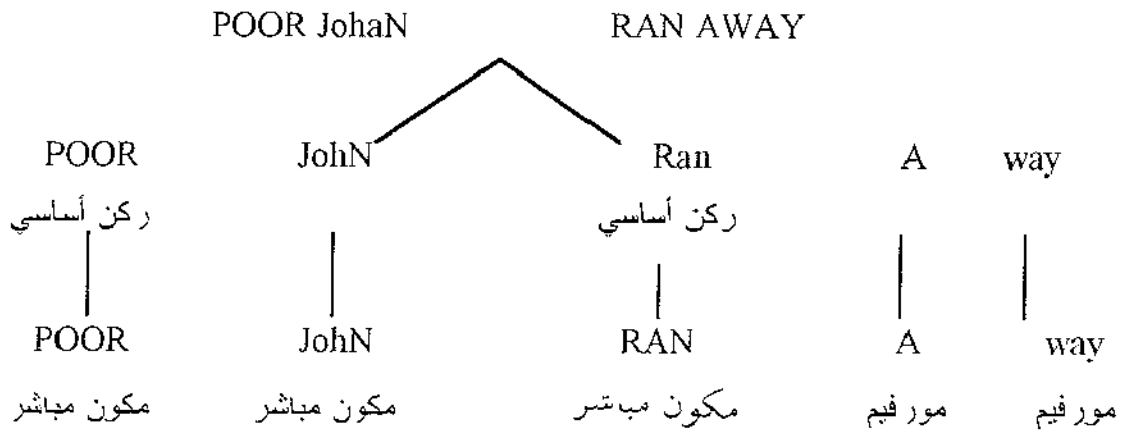 POOR JohaN RAN AWAY
POOR JohN Ran A way
ركن أساسي ركن أساسي
POOR JohN RAN A way
مكون مباشر مكون مباشر مكون مباشر مورفيم مورفيم